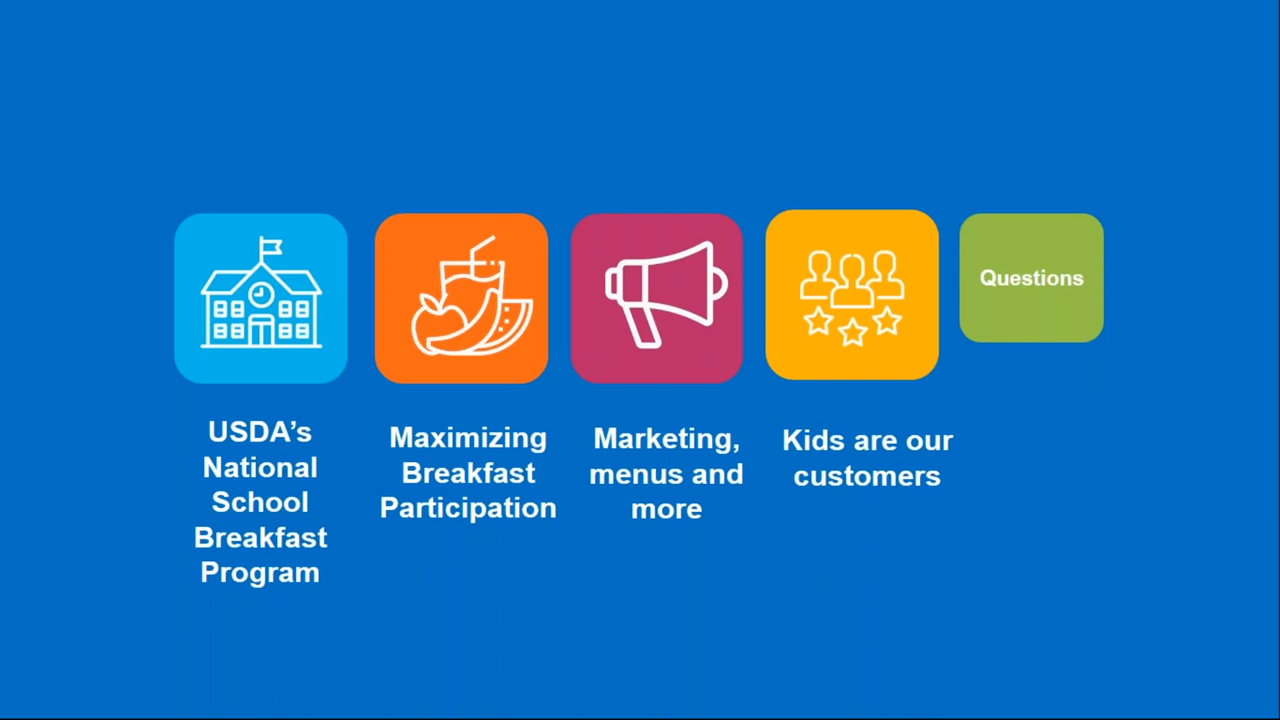 USDA’s
National
School
Breakfast
Program
Maximizing
Breakfast
Participation
Marketing,
menus and
more
Kids are our
customers
Questions